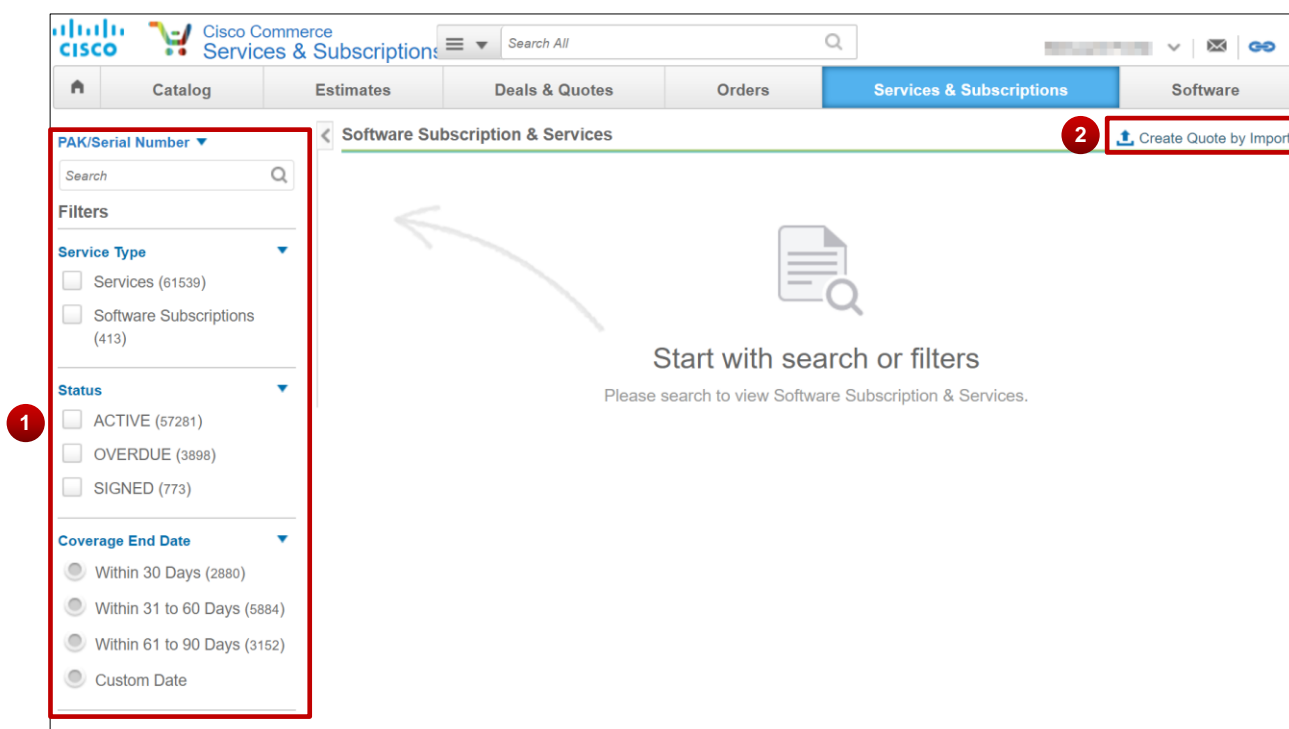 CISCO
Cisco Commerce
Services & Subscriptions
Search All
Catalog
Estimates
Deals & Quotes
Orders
Services & Subscriptions
Software
PAK/Serial Number
Search
Filters
Service Type
Services (61539)
Software Subscriptions
(413)
Status
ACTIVE (57281)
OVERDUE (3898)
SIGNED (773)
Coverage End Date
Within 30 Days (2880)
Within 31 to 60 Days (5884)
Within 61 to 90 Days (3152)
Custom Date
1
Software Subscription & Services
2
Create Quote by Import
Start with search or filters
Please search to view Software Subscription & Services.